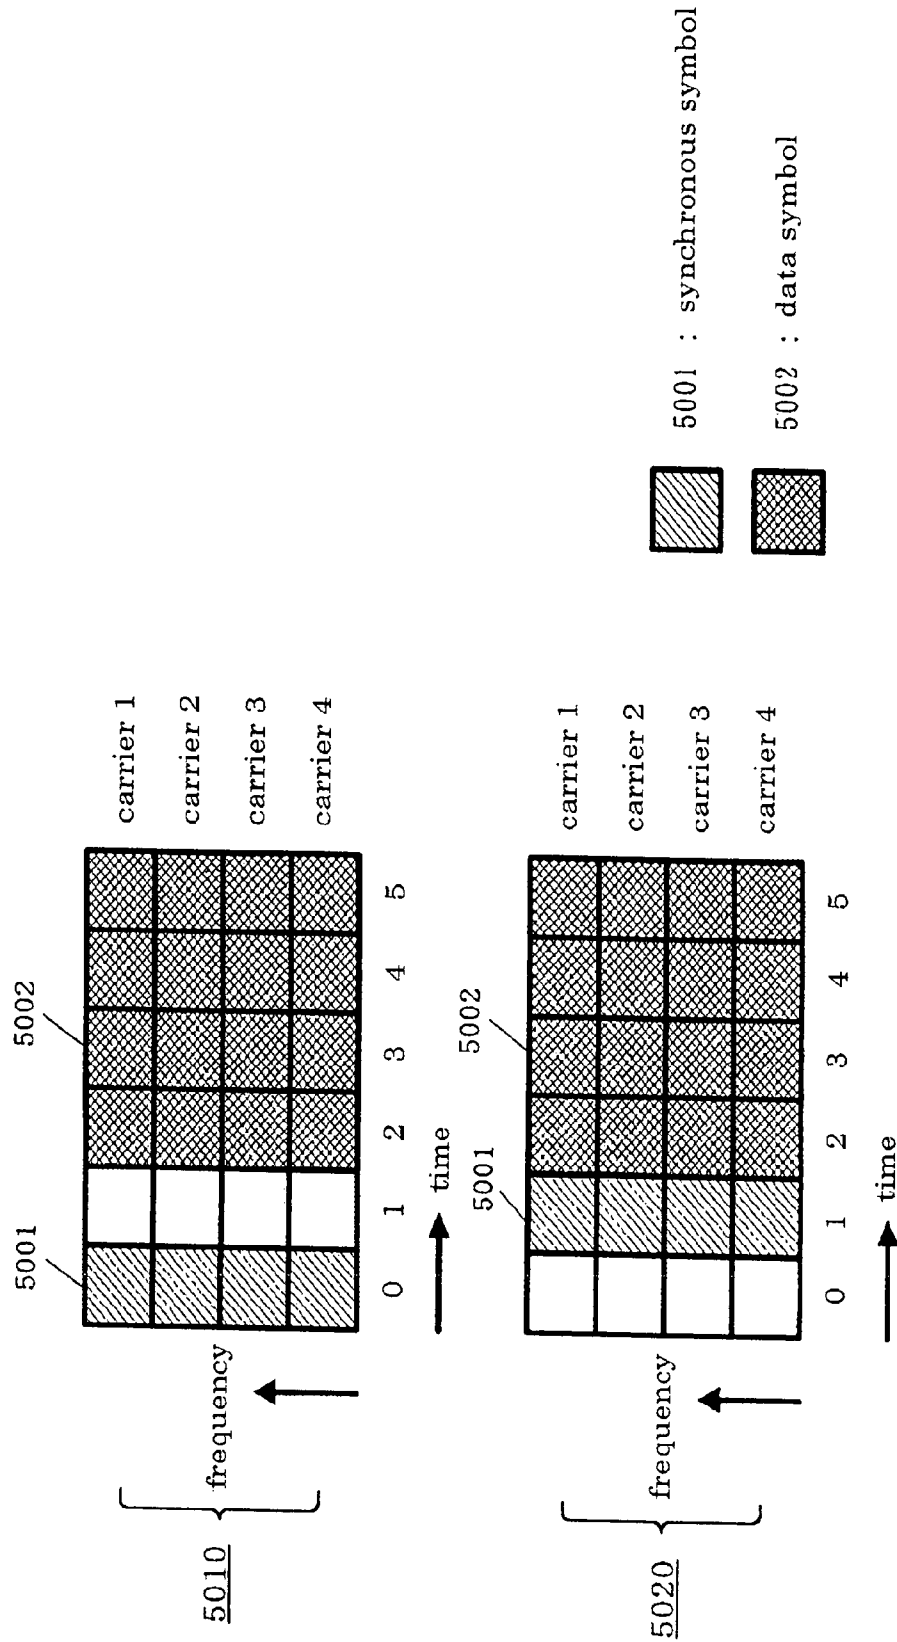 5010
frequency
5001
5002
carrier 1
carrier 2
carrier 3
carrier 4
0 1 2 3 4 5
time
5020
frequency
5001
5002
carrier 1
carrier 2
carrier 3
carrier 4
0 1 2 3 4 5
time
5001 : synchronous symbol
5002 : data symbol